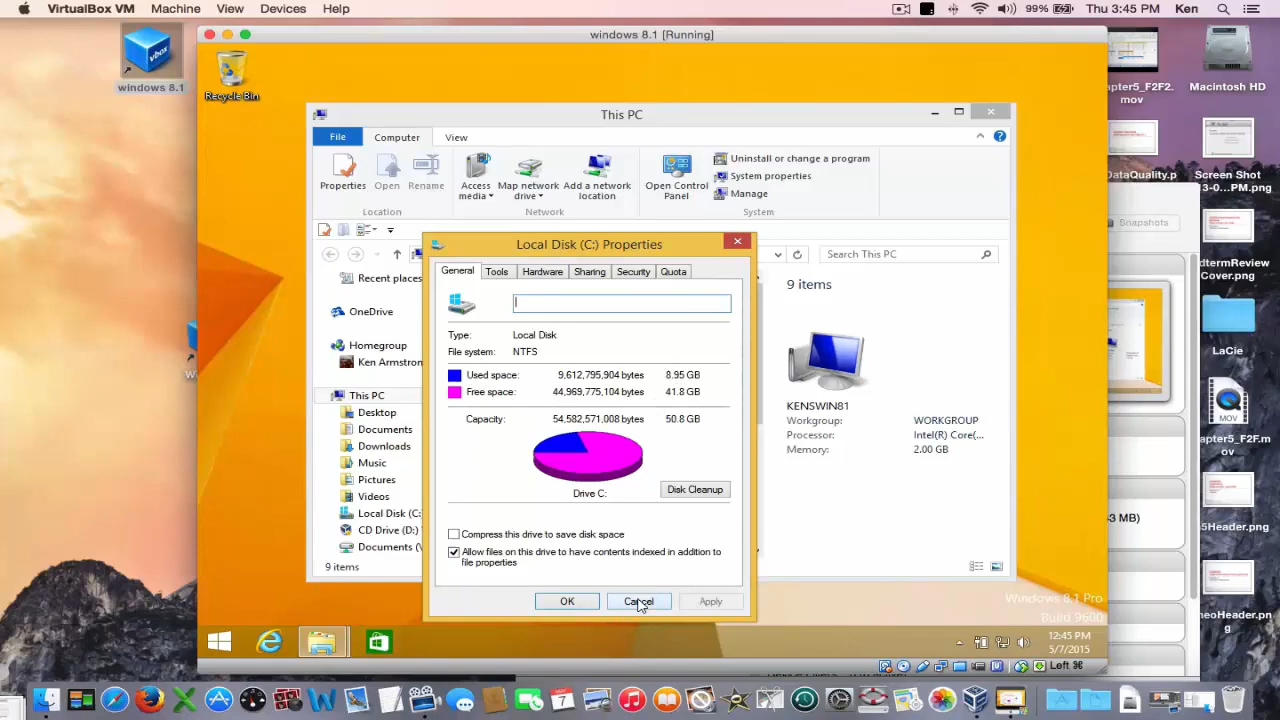 VirtualBox VM Machine View Devices Help 99% Thu 3:45 PM Ken
windows 8.1 [Running]
windows 8.1
Recycle Bin
This PC
File Computer View
Properties Open Rename
Location
Access media
Map network drive
Add a network location
Network
Open Control Panel
Uninstall or change a program
System properties
Manage
System
Search This PC
Recent places
OneDrive
Homegroup
Ken Armstron
This PC
Desktop
Documents
Downloads
Music
Pictures
Videos
Local Disk (C:
CD Drive (D:)
Documents (\
9 items
Local Disk (C:) Properties
General Tools Hardware Sharing Security Quota
Type: Local Disk
File system: NTFS
Used space: 9,612,795,904 bytes 8.95 GB
Free space: 44,969,775,104 bytes 41.8 GB
Capacity: 54,582,571,008 bytes 50.8 GB
Drive C:
Disk Cleanup
Compress this drive to save disk space
Allow files on this drive to have contents indexed in addition to
file properties
OK Cancel Apply
9 items
KENSWIN81
Workgroup: WORKGROUP
Processor: Intel(R) Core(...
Memory: 2.00 GB
Windows 8.1 Pro
Build 9600
12:45 PM
5/7/2015
Left ⌘
apter5_F2F2.
mov
Macintosh HD
DataQuality.p
Screen Shot
13-0...PM.png
Snapshots
dtermReview
Cover.png
LaCie
MOV
apter5_F2F.m
ov
43 MB)
5Header.png
neoHeader.pn
g